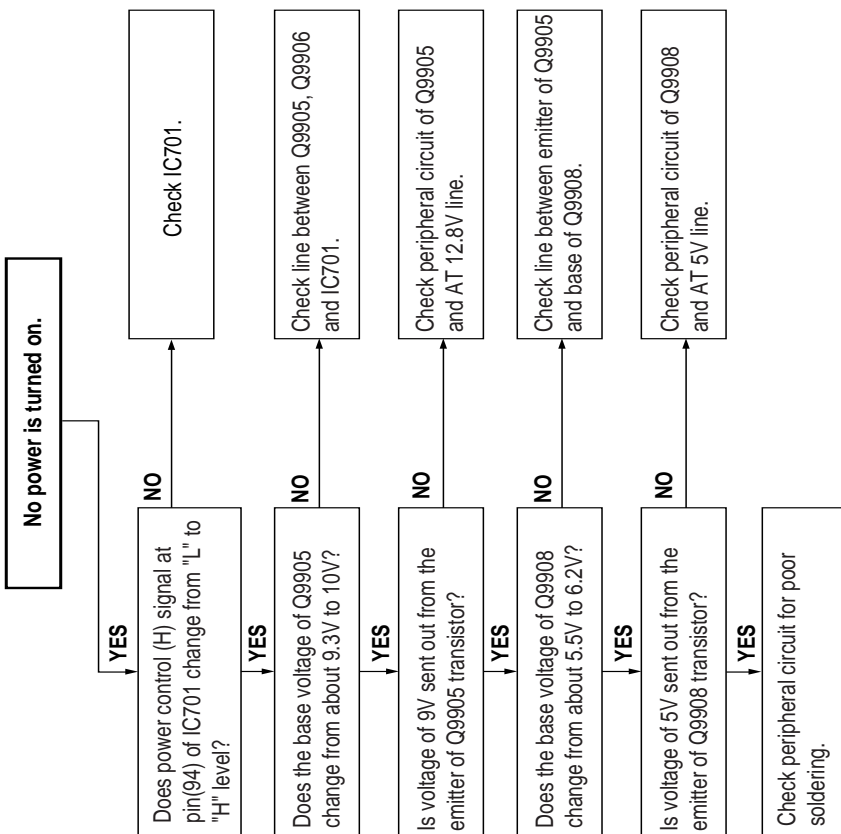 No power is turned on.
YES
Does power control (H) signal at
pin(94) of IC701 change from "L" to
"H" level?
NO
Check IC701.
YES
Does the base voltage of Q9905
change from about 9.3V to 10V?
NO
Check line between Q9905, Q9906
and IC701.
YES
Is voltage of 9V sent out from the
emitter of Q9905 transistor?
NO
Check peripheral circuit of Q9905
and AT 12.8V line.
YES
Does the base voltage of Q9908
change from about 5.5V to 6.2V?
NO
Check line between emitter of Q9905
and base of Q9908.
YES
Is voltage of 5V sent out from the
emitter of Q9908 transistor?
NO
Check peripheral circuit of Q9908
and AT 5V line.
YES
Check peripheral circuit for poor
soldering.